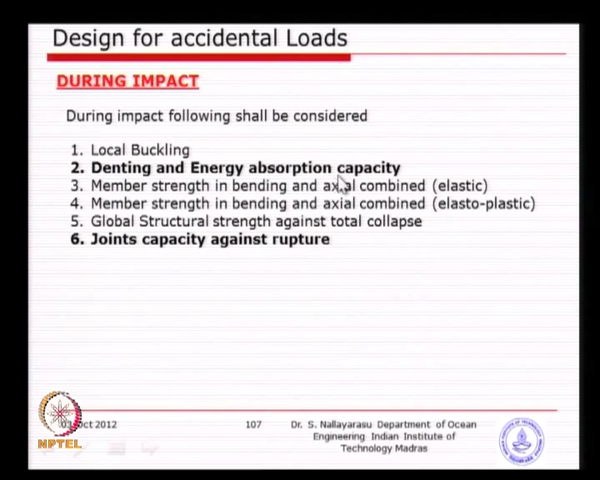 Design for accidental Loads
DURING IMPACT
During impact following shall be considered
1. Local Buckling
2. Denting and Energy absorption capacity
3. Member strength in bending and axial combined (elastic)
4. Member strength in bending and axial combined (elasto-plastic)
5. Global Structural strength against total collapse
6. Joints capacity against rupture
03 Oct 2012
107
Dr. S. Nallayarasu Department of Ocean
Engineering Indian Institute of
Technology Madras
NPTEL